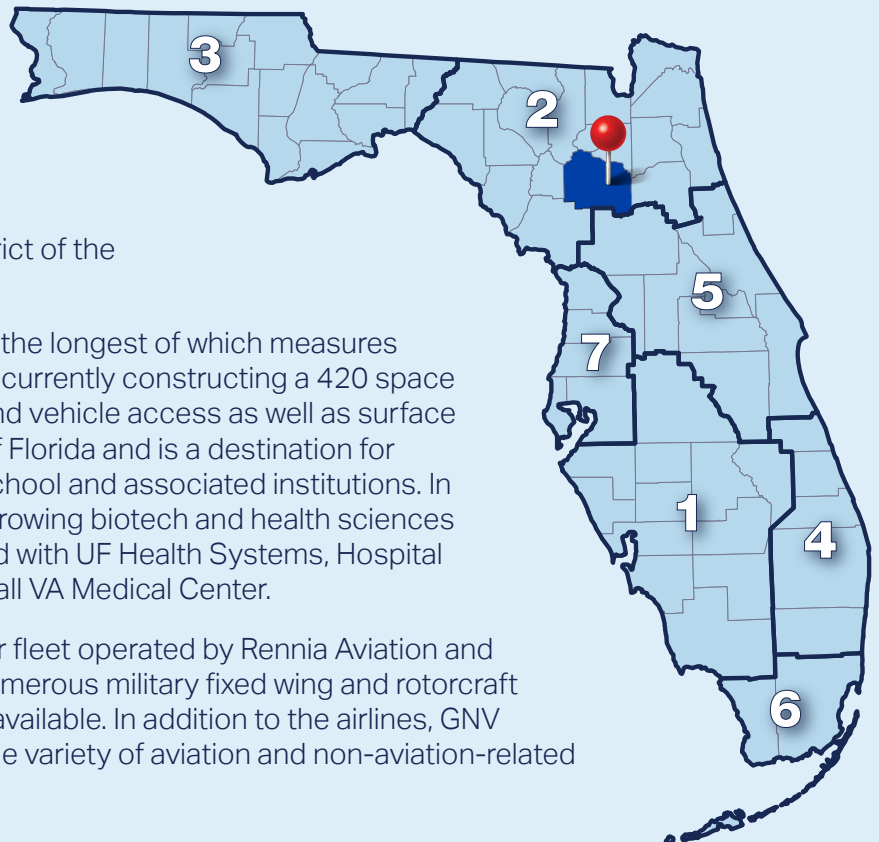 3
2
rict of the
5
the longest of which measures
7
currently constructing a 420 space
nd vehicle access as well as surface
f Florida and is a destination for
chool and associated institutions. In
rowing biotech and health sciences
1
d with UF Health Systems, Hospital
4
all VA Medical Center.
r fleet operated by Rennia Aviation and
merous military fixed wing and rotorcraft
6
available. In addition to the airlines, GNV
e variety of aviation and non-aviation-related